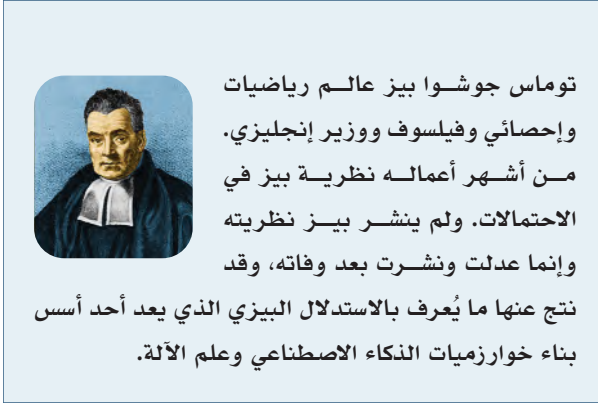 توماس جوشوا بيز عالم رياضيات
وإحصائي وفيلسوف ووزير إنجليزي.
من أشهر أعماله نظرية بيز في
الاحتمالات. ولم ينشر بيز نظريته
وإنما عدلت ونشرت بعد وفاته، وقد
نتج عنها ما يُعرف بالاستدلال البيزي الذي يعد أحد أسس
بناء خوارزميات الذكاء الاصطناعي وعلم الآلة.